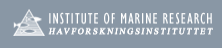 INSTITUTE OF MARINE RESEARCH
HAVFORSKNINGSINSTITUTTET